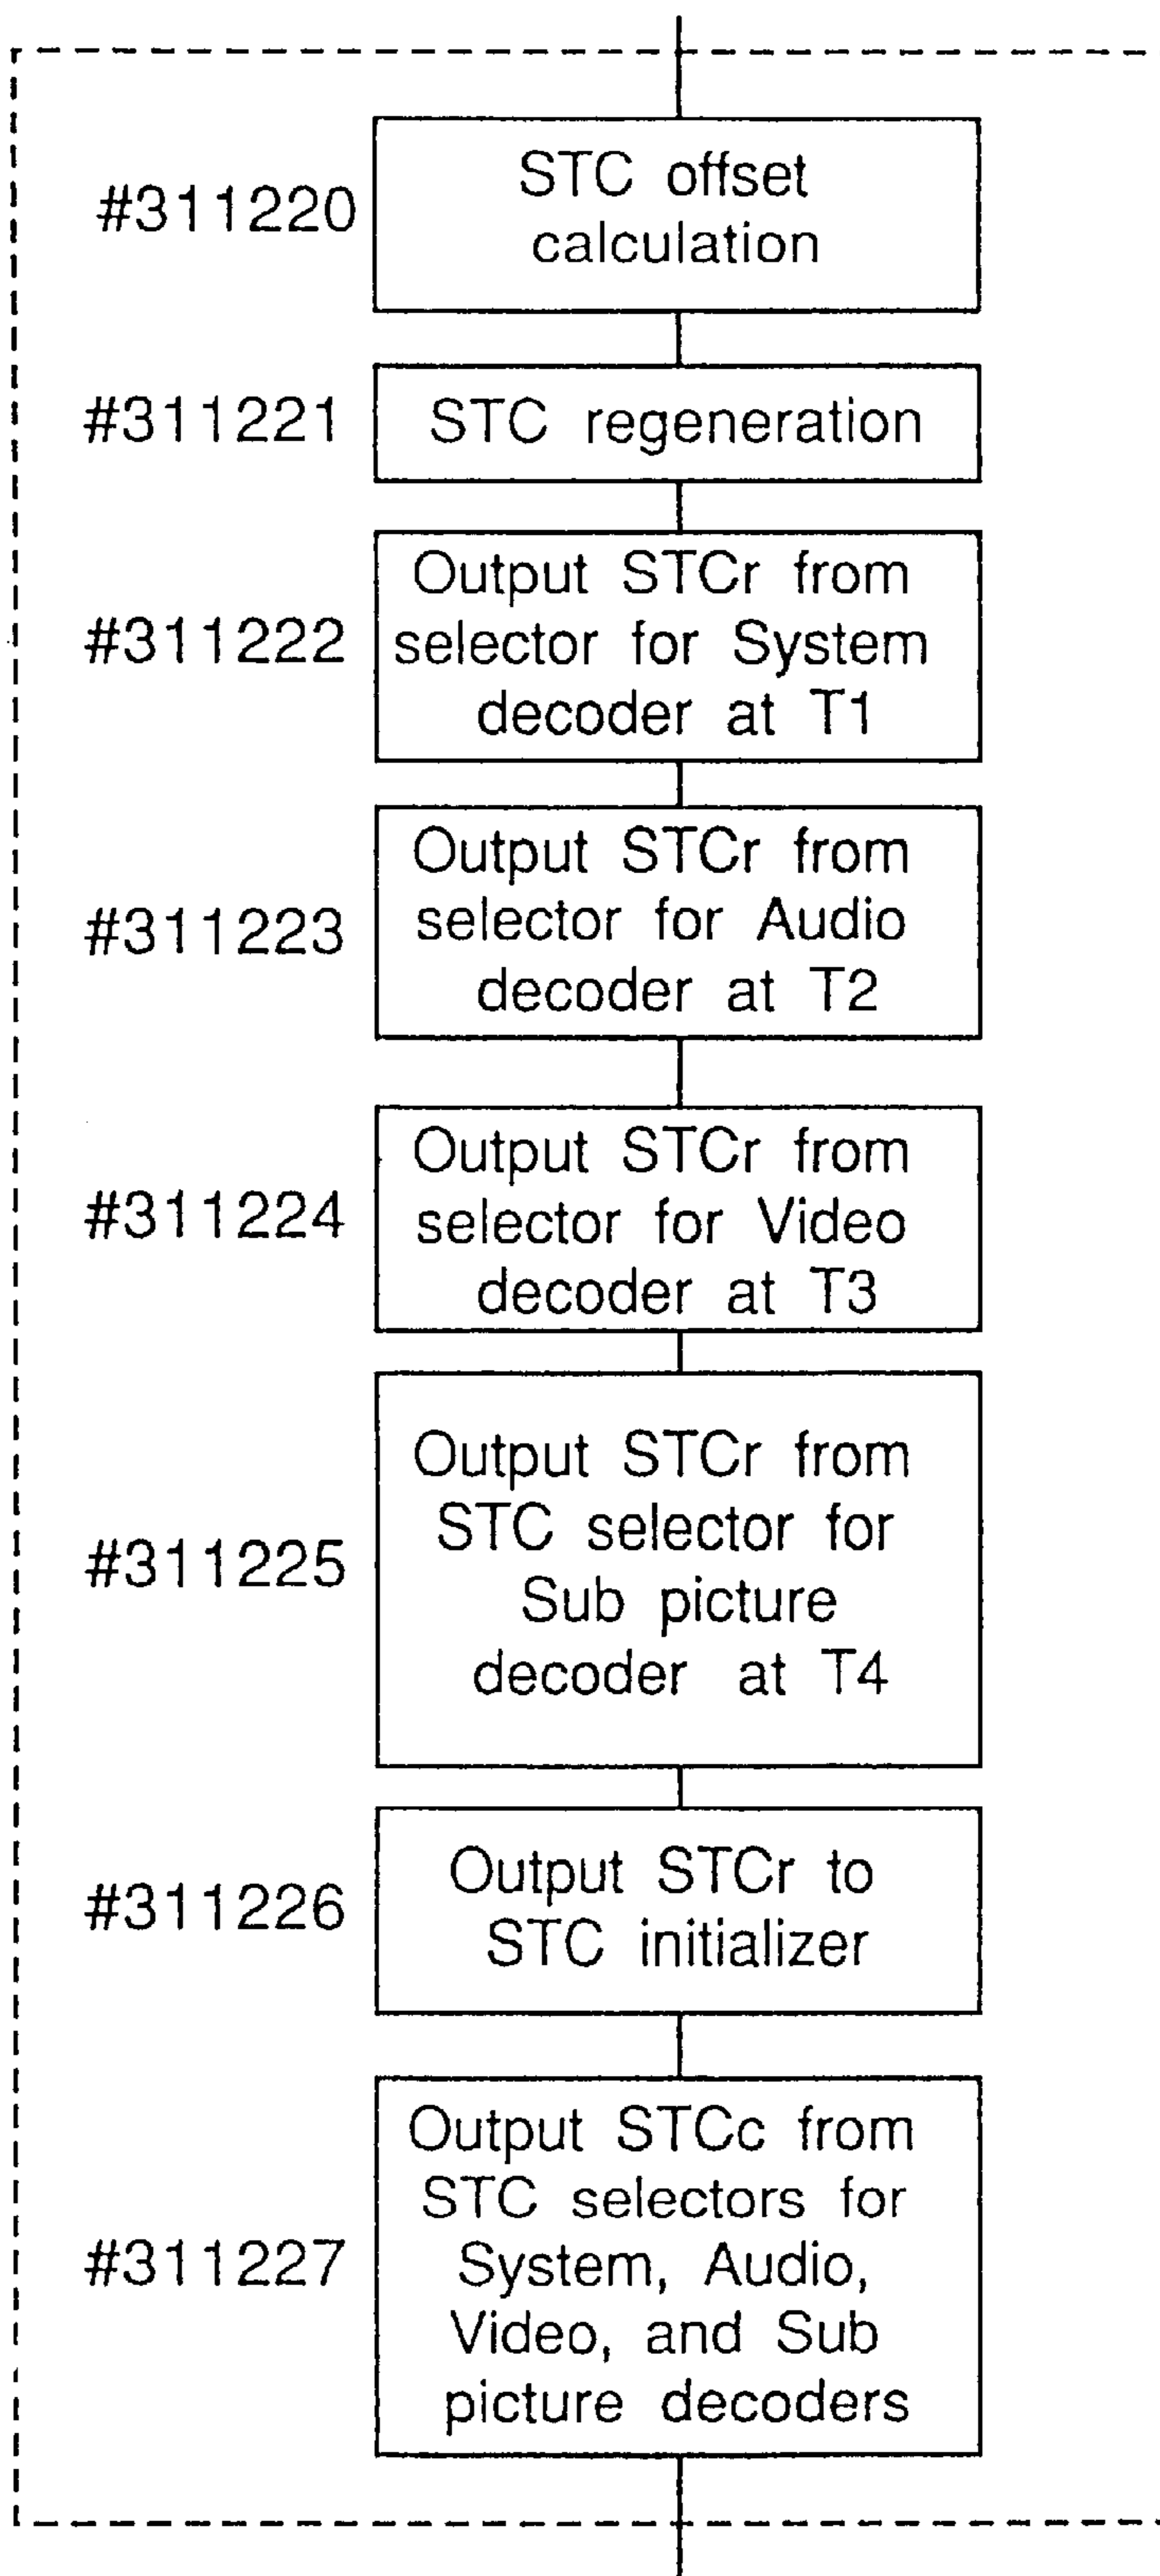 #311220
STC offset
calculation
#311221
STC regeneration
#311222
Output STCr from
selector for System
decoder at T1
#311223
Output STCr from
selector for Audio
decoder at T2
#311224
Output STCr from
selector for Video
decoder at T3
#311225
Output STCr from
STC selector for
Sub picture
decoder at T4
#311226
Output STCr to
STC initializer
#311227
Output STCc from
STC selectors for
System, Audio,
Video, and Sub
picture decoders